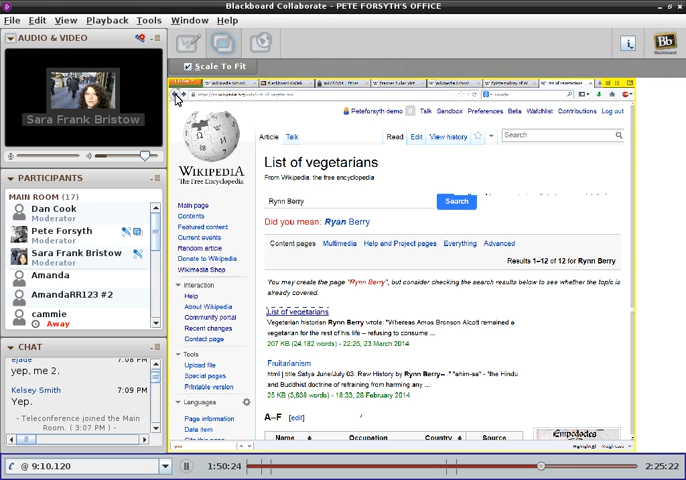 Blackboard Collaborate - PETE FORSYTH'S OFFICE
File Edit View Playback Tools Window Help
AUDIO & VIDEO
Sara Frank Bristow
PARTICIPANTS
MAIN ROOM (17)
Dan Cook
Moderator
Pete Forsyth
Moderator
Sara Frank Bristow
Moderator
Amanda
AmandaRR123 #2
cammie
Away
CHAT
ejade 7:08 PM
yep, me 2.
Kelsey Smith 7:09 PM
Yep.
- Teleconference joined the Main
Room. ( 3:07 PM ) -
Scale To Fit
i
Bb
Peteforsyth demo 0 Talk Sandbox Preferences Beta Watchlist Contributions Log out
Article Talk Read Edit View history Search
WIKIPEDIA
The Free Encyclopedia
Main page
Contents
Featured content
Current events
Random article
Donate to Wikipedia
Wikimedia Shop
Interaction
Help
About Wikipedia
Community portal
Recent changes
Contact page
Tools
Upload file
Special pages
Printable version
Languages
Page information
Data item
Cite this page
List of vegetarians
From Wikipedia, the free encyclopedia
Rynn Berry Search
Did you mean: Ryan Berry
Content pages Multimedia Help and Project pages Everything Advanced
Results 1–12 of 12 for Rynn Berry
You may create the page "Rynn Berry", but consider checking the search results below to see whether the topic is
already covered.
List of vegetarians
Vegetarian historian Rynn Berry wrote: "Whereas Amos Bronson Alcott remained a
vegetarian for the rest of his life – refusing to consume ...
207 KB (24,182 words) - 22:25, 23 March 2014
Fruitarianism
html | title Satya June/July 03. Raw History by Rynn Berry-- . "ahim-sa" - "the Hindu
and Buddhist doctrine of refraining from harming any ...
25 KB (3,638 words) - 18:33, 28 February 2014
A–F [edit]
Name Occupation Country Source
Empedocles
@ 9:10.120
1:50:24
2:25:22